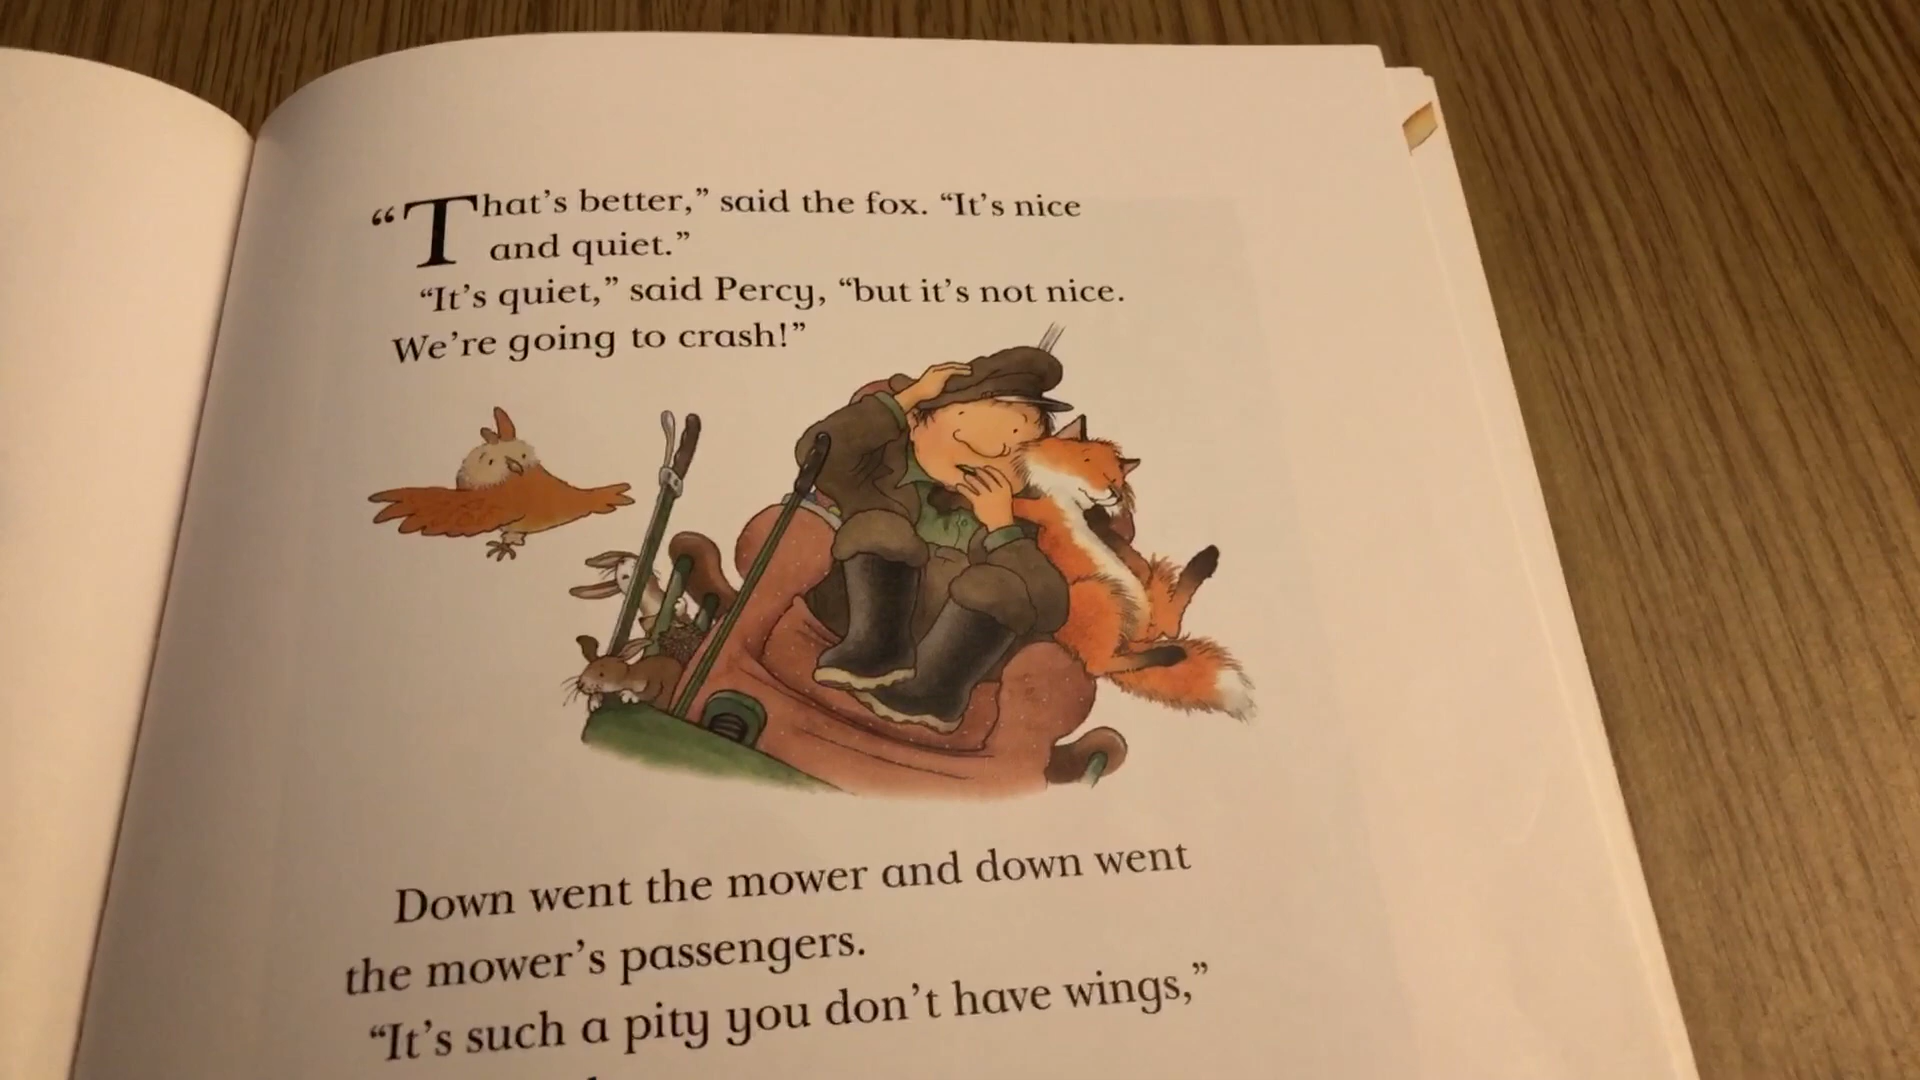 “That’s better,” said the fox. “It’s nice
and quiet.”
“It’s quiet,” said Percy, “but it’s not nice.
We’re going to crash!”
Down went the mower and down went
the mower’s passengers.
“It’s such a pity you don’t have wings,”